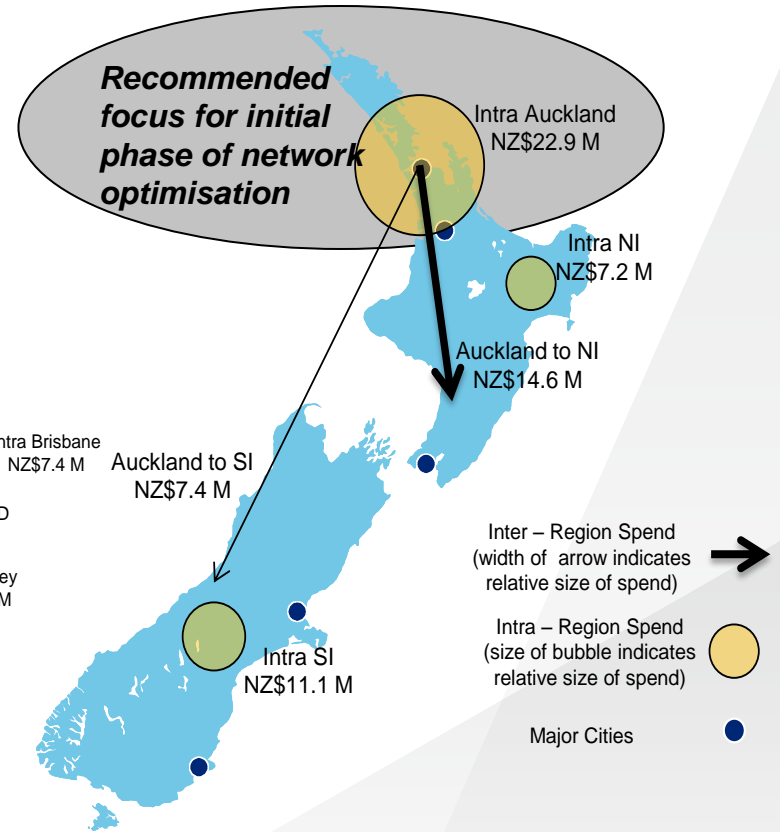 Recommended
focus for initial
phase of network
optimisation
Intra Auckland
NZ$22.9 M
Intra NI
NZ$7.2 M
Auckland to NI
NZ$14.6 M
ntra Brisbane
NZ$7.4 M
Auckland to SI
NZ$7.4 M
D
ey
M
Intra SI
NZ$11.1 M
Inter – Region Spend
(width of arrow indicates
relative size of spend)
Intra – Region Spend
(size of bubble indicates
relative size of spend)
Major Cities